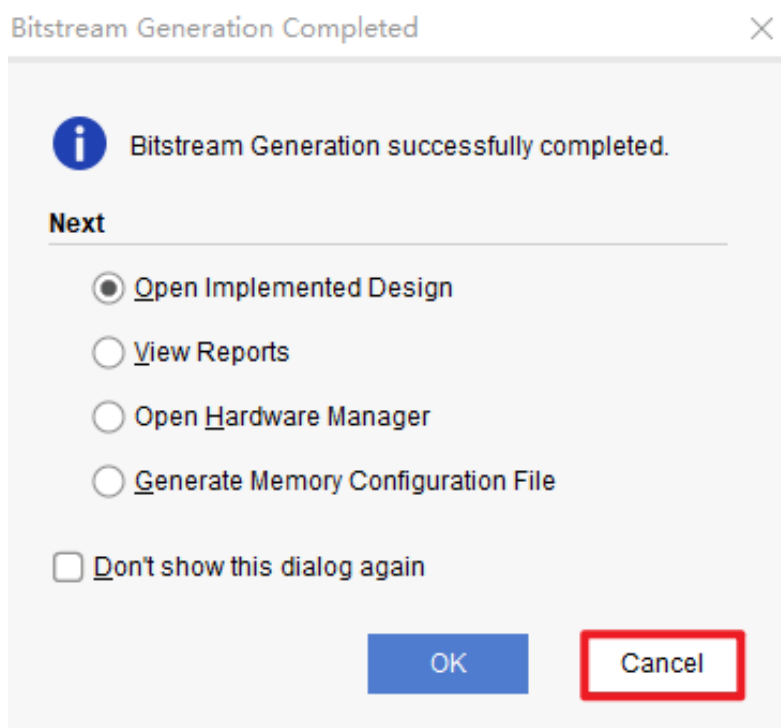 Bitstream Generation Completed
Bitstream Generation successfully completed.
Next
Open Implemented Design
View Reports
Open Hardware Manager
Generate Memory Configuration File
Don't show this dialog again
OK
Cancel